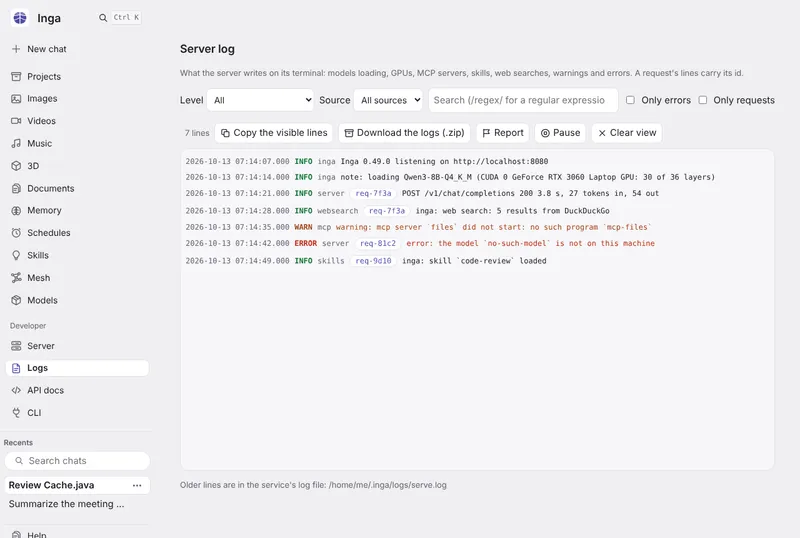 Inga
Ctrl K
New chat
Projects
Images
Videos
Music
3D
Documents
Memory
Schedules
Skills
Mesh
Models
Developer
Server
Logs
API docs
CLI
Recents
Search chats
Review Cache.java
Summarize the meeting ...
Help
Server log
What the server writes on its terminal: models loading, GPUs, MCP servers, skills, web searches, warnings and errors. A request's lines carry its id.
Level All Source All sources Search (/regex/ for a regular expressio Only errors Only requests
7 lines Copy the visible lines Download the logs (.zip) Report Pause Clear view
2026-10-13 07:14:07.000 INFO inga Inga 0.49.0 listening on http://localhost:8080
2026-10-13 07:14:14.000 INFO inga note: loading Qwen3-8B-Q4_K_M (CUDA 0 GeForce RTX 3060 Laptop GPU: 30 of 36 layers)
2026-10-13 07:14:21.000 INFO server req-7f3a POST /v1/chat/completions 200 3.8 s, 27 tokens in, 54 out
2026-10-13 07:14:28.000 INFO websearch req-7f3a inga: web search: 5 results from DuckDuckGo
2026-10-13 07:14:35.000 WARN mcp warning: mcp server `files` did not start: no such program `mcp-files`
2026-10-13 07:14:42.000 ERROR server req-81c2 error: the model `no-such-model` is not on this machine
2026-10-13 07:14:49.000 INFO skills req-9d10 inga: skill `code-review` loaded
Older lines are in the service's log file: /home/me/.inga/logs/serve.log